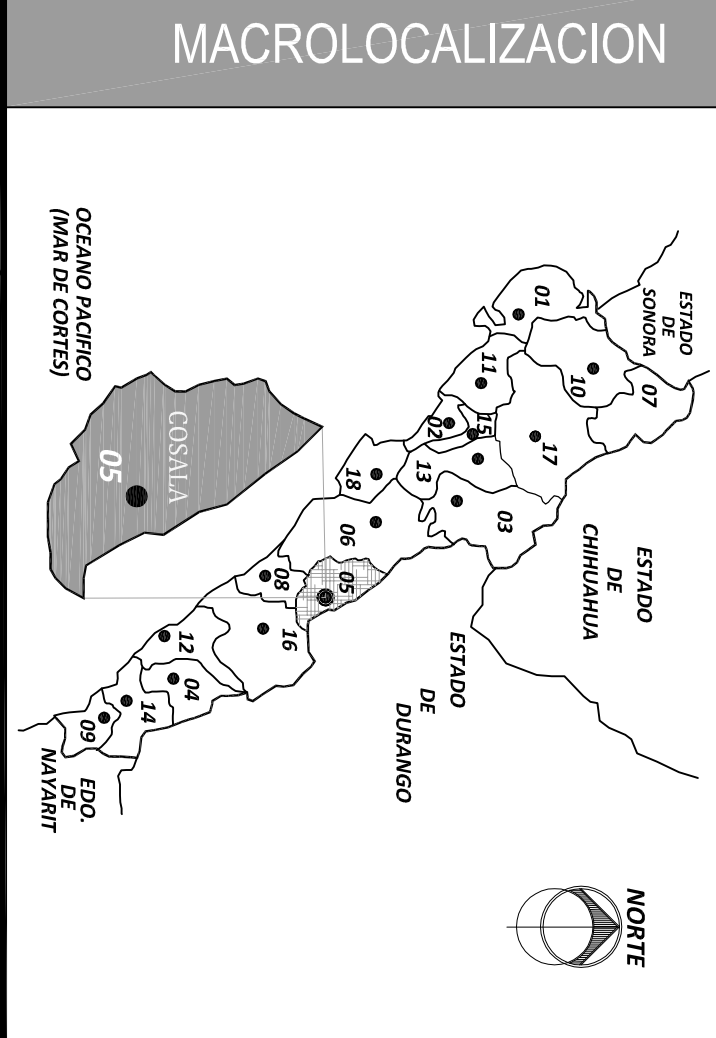 MACROLOCALIZACION
NORTE
ESTADO
DE
SONORA
ESTADO
DE
CHIHUAHUA
ESTADO
DE
DURANGO
EDO.
DE
NAYARIT
OCEANO PACIFICO
(MAR DE CORTES)
COSALA
05
01
07
10
17
11
15
02
13
03
18
06
05
08
16
12
04
14
09